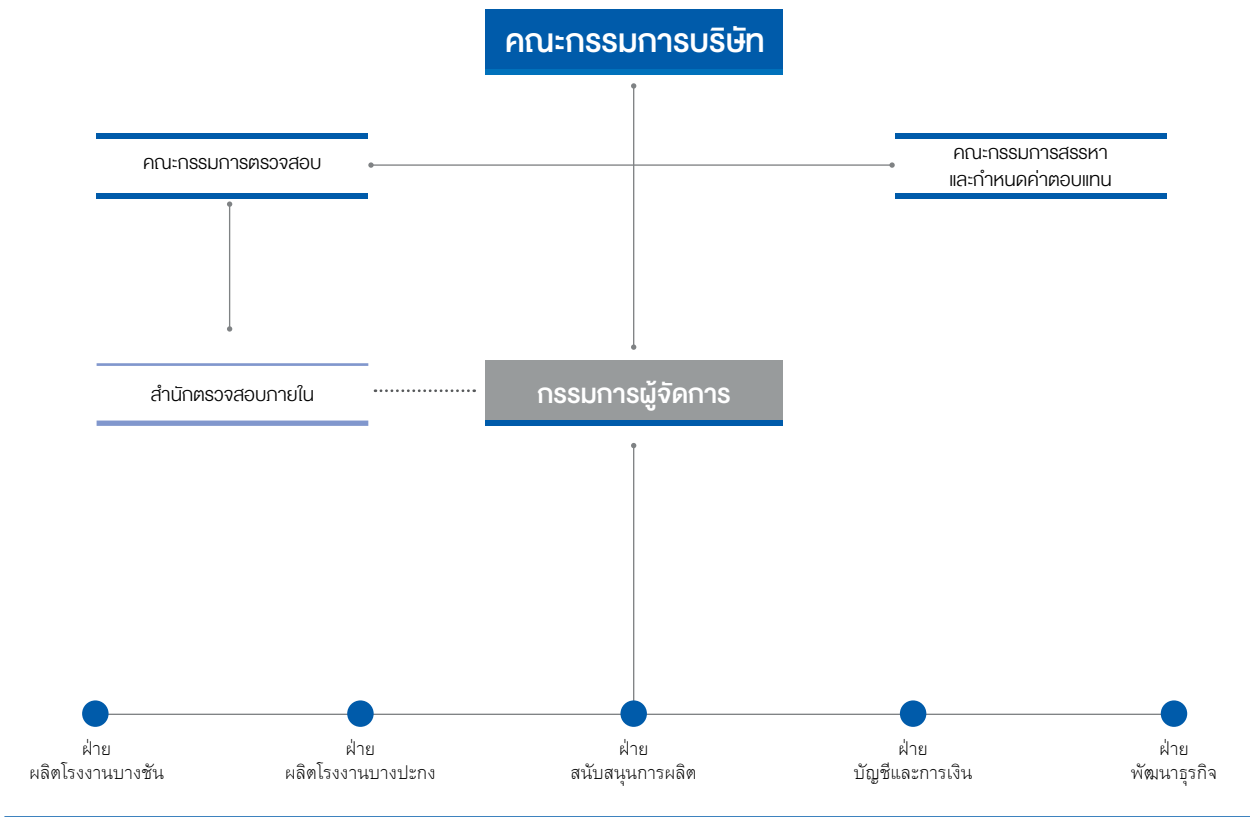 คณะกรรมการบริษัท
คณะกรรมการตรวจสอบ
คณะกรรมการสรรหา
และกำหนดค่าตอบแทน
สำนักตรวจสอบภายใน
กรรมการผู้จัดการ
ฝ่าย
ผลิตโรงงานบางชัน
ฝ่าย
ผลิตโรงงานบางปะกง
ฝ่าย
สนับสนุนการผลิต
ฝ่าย
บัญชีและการเงิน
ฝ่าย
พัฒนาธุรกิจ